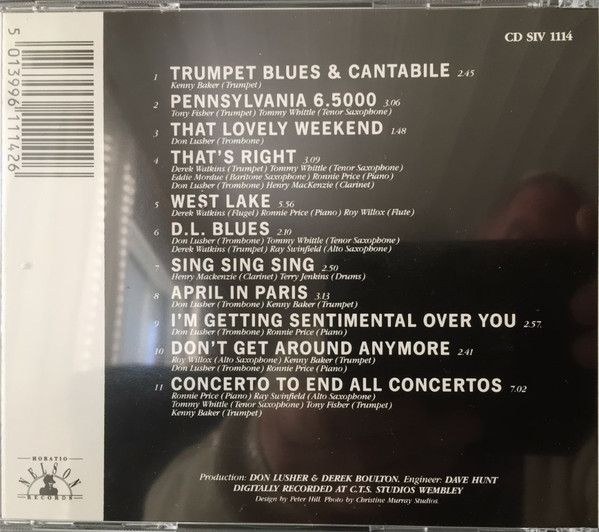 CD SIV 1114
5 013396 111426
1 TRUMPET BLUES & CANTABILE 2.45
Kenny Baker (Trumpet)
2 PENNSYLVANIA 6.5000 3.06
Tony Fisher (Trumpet) Tommy Whittle (Tenor Saxophone)
3 THAT LOVELY WEEKEND 1.48
Don Lusher (Trombone)
4 THAT'S RIGHT 3.09
Derek Watkins (Trumpet) Tommy Whittle (Tenor Saxophone)
Eddie Mordue (Baritone Saxophone) Ronnie Price (Piano)
Don Lusher (Trombone) Henry MacKenzie (Clarinet)
5 WEST LAKE 5.56
Derek Watkins (Flugel) Ronnie Price (Piano) Roy Willox (Flute)
6 D.L. BLUES 2.10
Don Lusher (Trombone) Tommy Whittle (Tenor Saxophone)
Derek Watkins (Trumpet) Ray Swinfield (Alto Saxophone)
7 SING SING SING 2.50
Henry Mackenzie (Clarinet) Terry Jenkins (Drums)
8 APRIL IN PARIS 3.13
Don Lusher (Trombone) Kenny Baker (Trumpet)
9 I'M GETTING SENTIMENTAL OVER YOU 2.57.
Don Lusher (Trombone) Ronnie Price (Piano)
10 DON'T GET AROUND ANYMORE 2.41
Ray Willox (Alto Saxophone) Kenny Baker (Trumpet)
Don Lusher (Trombone) Ronnie Price (Piano)
11 CONCERTO TO END ALL CONCERTOS 7.02
Ronnie Price (Piano) Ray Swinfield (Alto Saxophone)
Tommy Whittle (Tenor Saxophone) Tony Fisher (Trumpet)
Kenny Baker (Trumpet)
HORATIO
NELSON
RECORDS
Production: DON LUSHER & DEREK BOULTON. Engineer: DAVE HUNT
DIGITALLY RECORDED AT C.T.S. STUDIOS WEMBLEY
Design by Peter Hill. Photo by Christine Murray Studios.